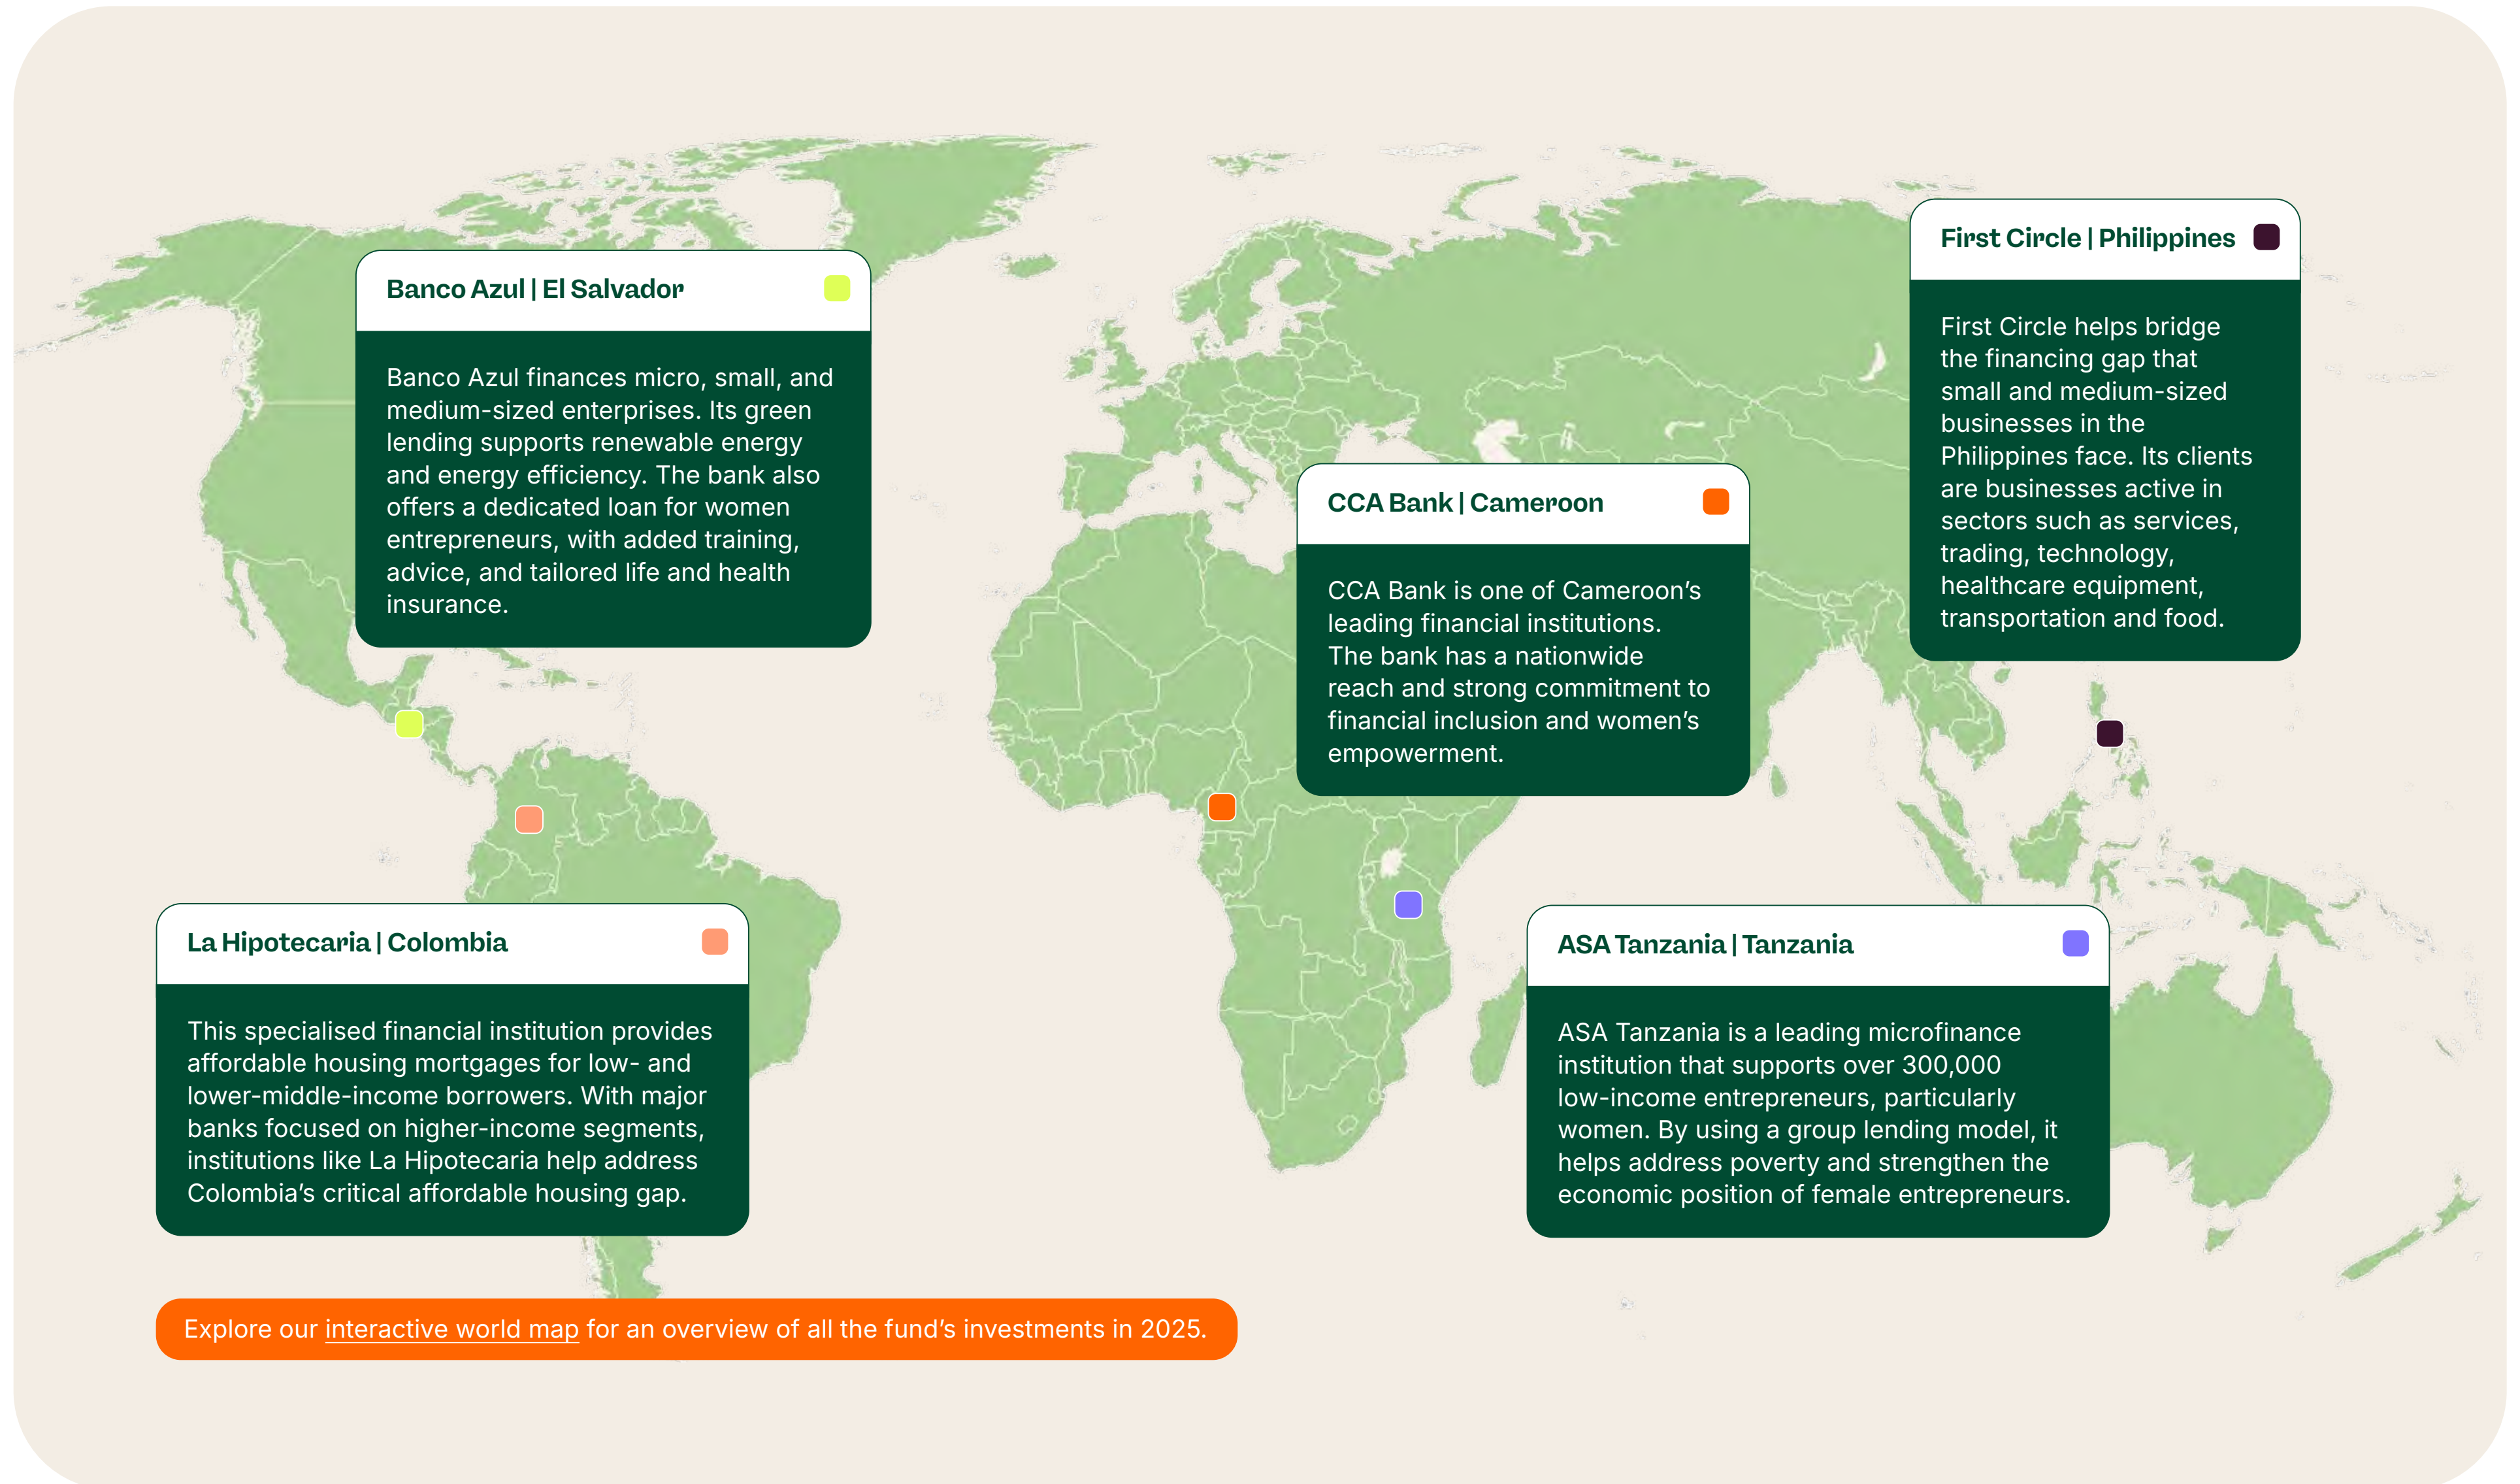 Banco Azul | El Salvador
Banco Azul finances micro, small, and
medium-sized enterprises. Its green
lending supports renewable energy
and energy efficiency. The bank also
offers a dedicated loan for women
entrepreneurs, with added training,
advice, and tailored life and health
insurance.
First Circle | Philippines
First Circle helps bridge
the financing gap that
small and medium-sized
businesses in the
Philippines face. Its clients
are businesses active in
sectors such as services,
trading, technology,
healthcare equipment,
transportation and food.
CCA Bank | Cameroon
CCA Bank is one of Cameroon’s
leading financial institutions.
The bank has a nationwide
reach and strong commitment to
financial inclusion and women’s
empowerment.
La Hipotecaria | Colombia
This specialised financial institution provides
affordable housing mortgages for low- and
lower-middle-income borrowers. With major
banks focused on higher-income segments,
institutions like La Hipotecaria help address
Colombia’s critical affordable housing gap.
ASA Tanzania | Tanzania
ASA Tanzania is a leading microfinance
institution that supports over 300,000
low-income entrepreneurs, particularly
women. By using a group lending model, it
helps address poverty and strengthen the
economic position of female entrepreneurs.
Explore our interactive world map for an overview of all the fund’s investments in 2025.